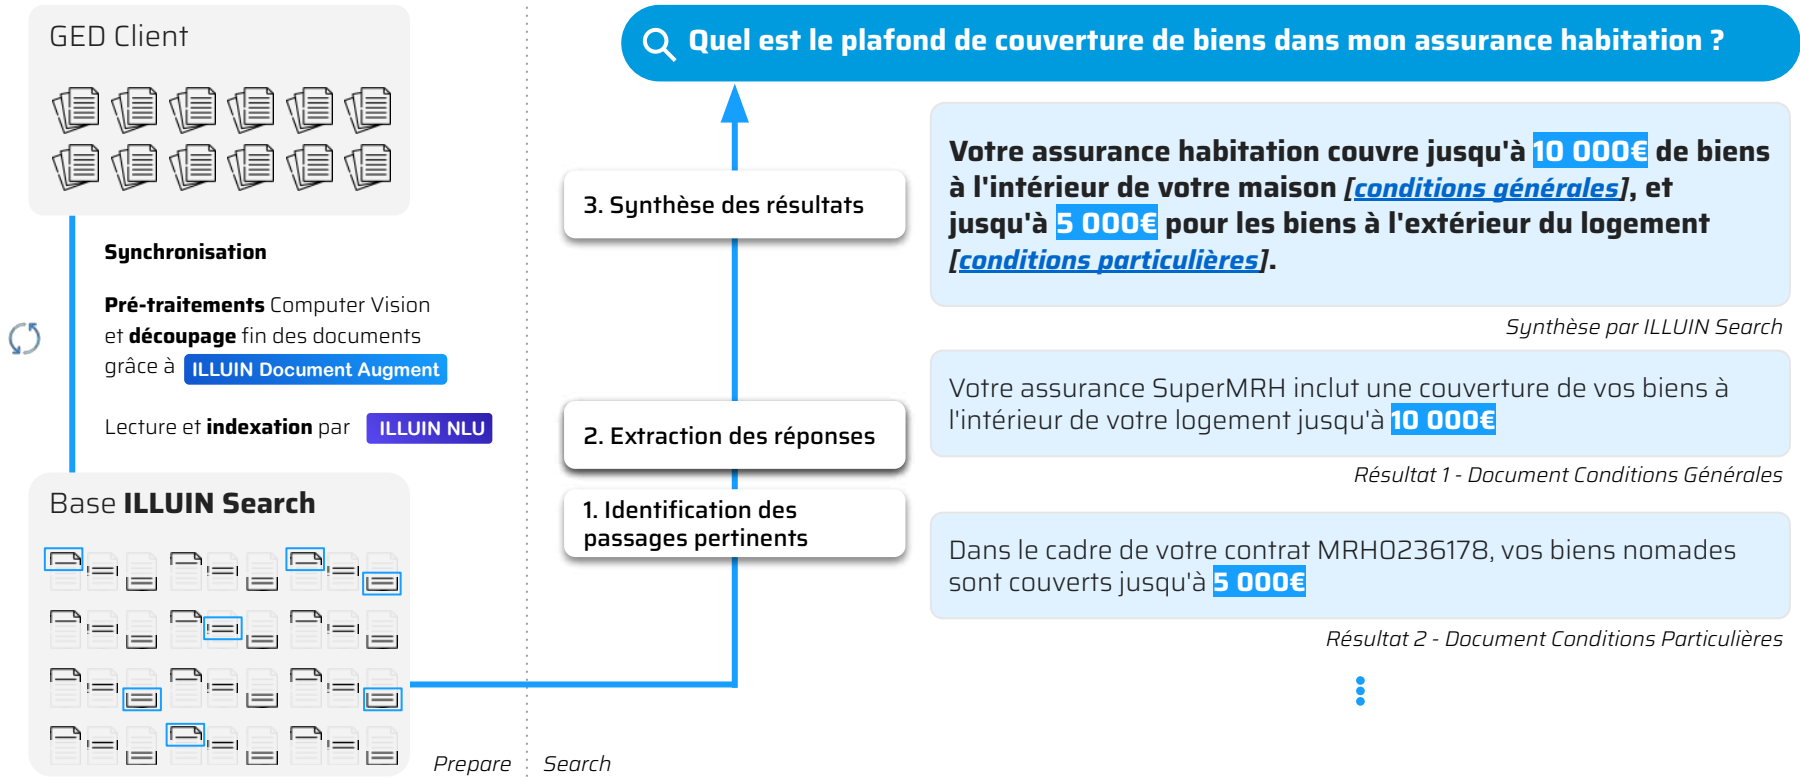 GED Client
Synchronisation
Pré-traitements Computer Vision
et découpage fin des documents
grâce à ILLUIN Document Augment
Lecture et indexation par ILLUIN NLU
Base ILLUIN Search
Prepare
Search
Quel est le plafond de couverture de biens dans mon assurance habitation ?
3. Synthèse des résultats
2. Extraction des réponses
1. Identification des
passages pertinents
Votre assurance habitation couvre jusqu'à 10 000€ de biens
à l'intérieur de votre maison [conditions générales], et
jusqu'à 5 000€ pour les biens à l'extérieur du logement
[conditions particulières].
Synthèse par ILLUIN Search
Votre assurance SuperMRH inclut une couverture de vos biens à
l'intérieur de votre logement jusqu'à 10 000€
Résultat 1 - Document Conditions Générales
Dans le cadre de votre contrat MRH0236178, vos biens nomades
sont couverts jusqu'à 5 000€
Résultat 2 - Document Conditions Particulières